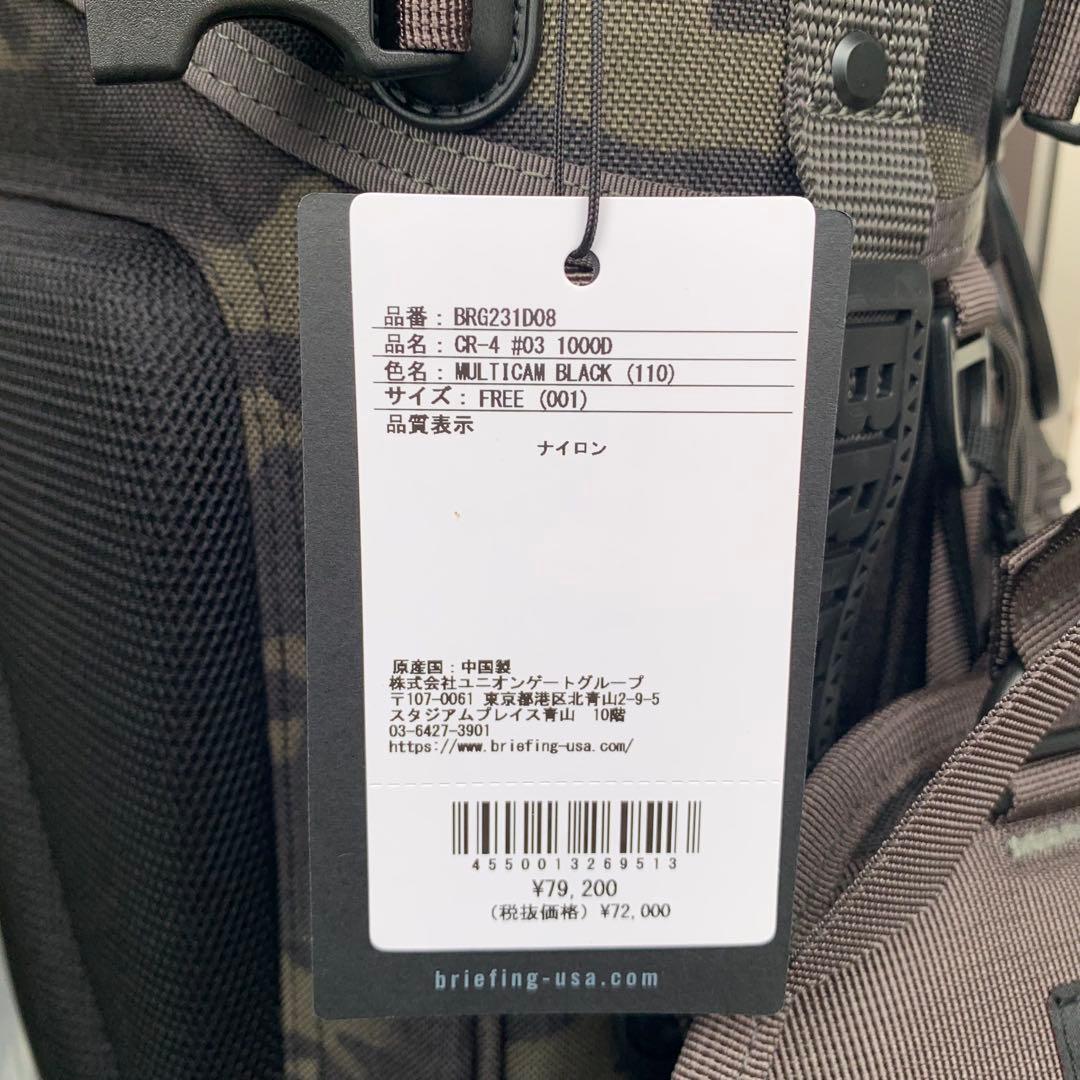 品番：BRG231D08
品名：CR-4 #03 1000D
色名：MULTICAM BLACK (110)
サイズ：FREE (001)
品質表示
ナイロン
原産国：中国製
株式会社ユニオンゲートグループ
〒107-0061 東京都港区北青山2-9-5
スタジアムプレイス青山　10階
03-6427-3901
https://www.briefing-usa.com/
4550013269513
¥79,200
（税抜価格）¥72,000
briefing-usa.com